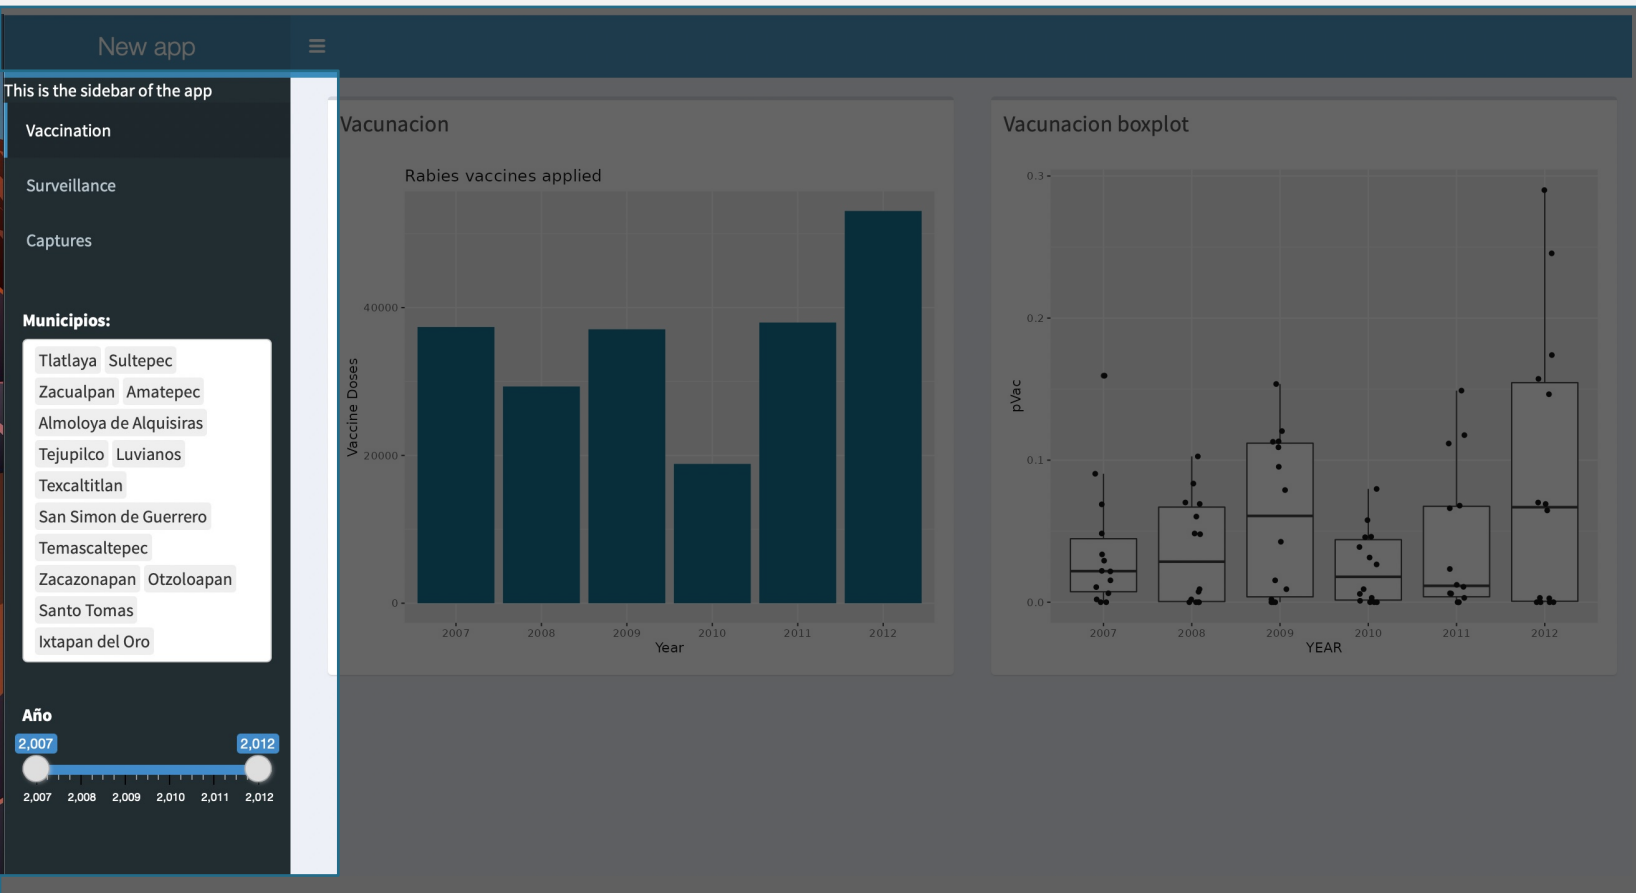 New app
This is the sidebar of the app
Vaccination
Surveillance
Captures
Municipios:
Tlatlaya Sultepec
Zacualpan Amatepec
Almoloya de Alquisiras
Tejupilco Luvianos
Texcaltitlan
San Simon de Guerrero
Temascaltepec
Zacazonapan Otzoloapan
Santo Tomas
Ixtapan del Oro
Año
2,007 2,012
2,007 2,008 2,009 2,010 2,011 2,012
Vacunacion
Rabies vaccines applied
Vaccine Doses
40000
20000
0
2007 2008 2009 2010 2011 2012
Year
Vacunacion boxplot
pVac
0.3
0.2
0.1
0.0
2007 2008 2009 2010 2011 2012
YEAR